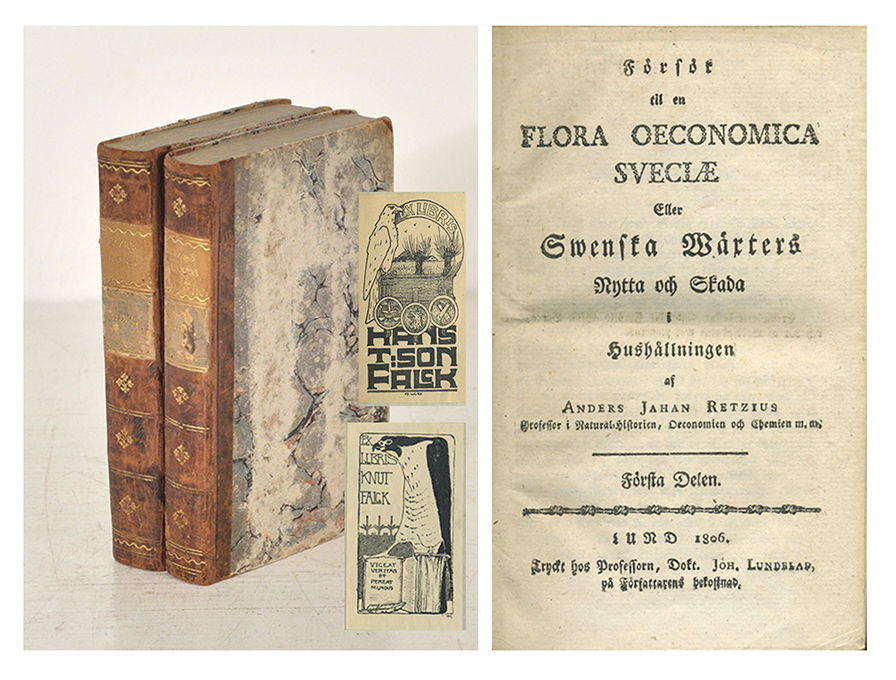 EX LIBRIS
HANS
T:SON
FALCK
EX
LIBRIS
KNUT
FALCK
VIGEAT
VERITAS
ET
PEREAT
MUNDUS
Försök
til en
FLORA OECONOMICA
SVECIÆ
Eller
Swenska Wäxters
Nytta och Skada
i
Hushållningen
af
ANDERS JAHAN RETZIUS
Professor i Natural-Historien, Oeconomien och Chemien m. m.
Första Delen.
LUND 1806.
Tryckt hos Professorn, Dokt. JOH. LUNDBLAD,
på Författarens bekostnad.